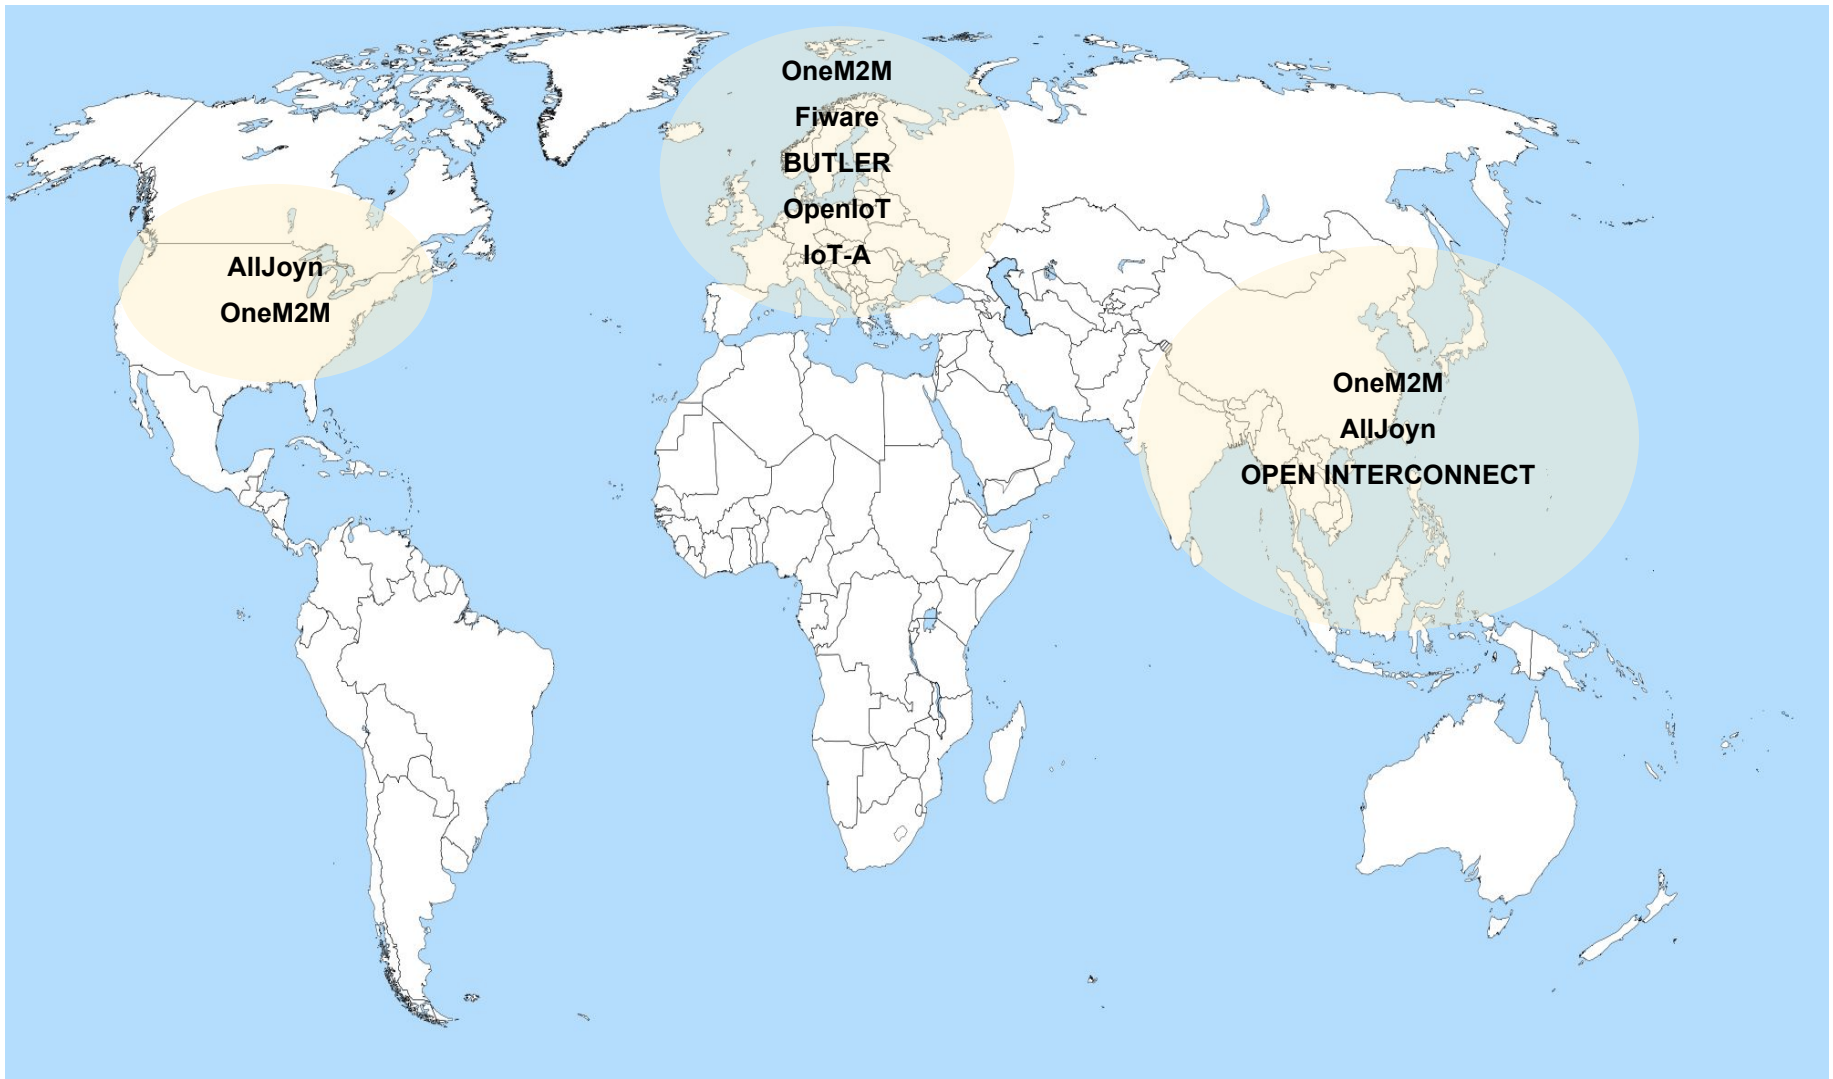 OneM2M
Fiware
BUTLER
OpenIoT
IoT-A
AllJoyn
OneM2M
OneM2M
AllJoyn
OPEN INTERCONNECT